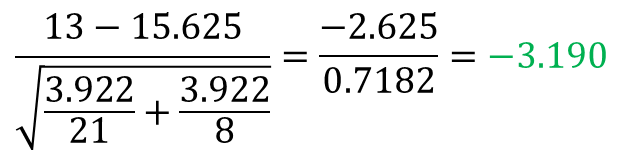 13 − 15.625
√ 3.922/21 + 3.922/8 = −2.625/0.7182 = −3.190